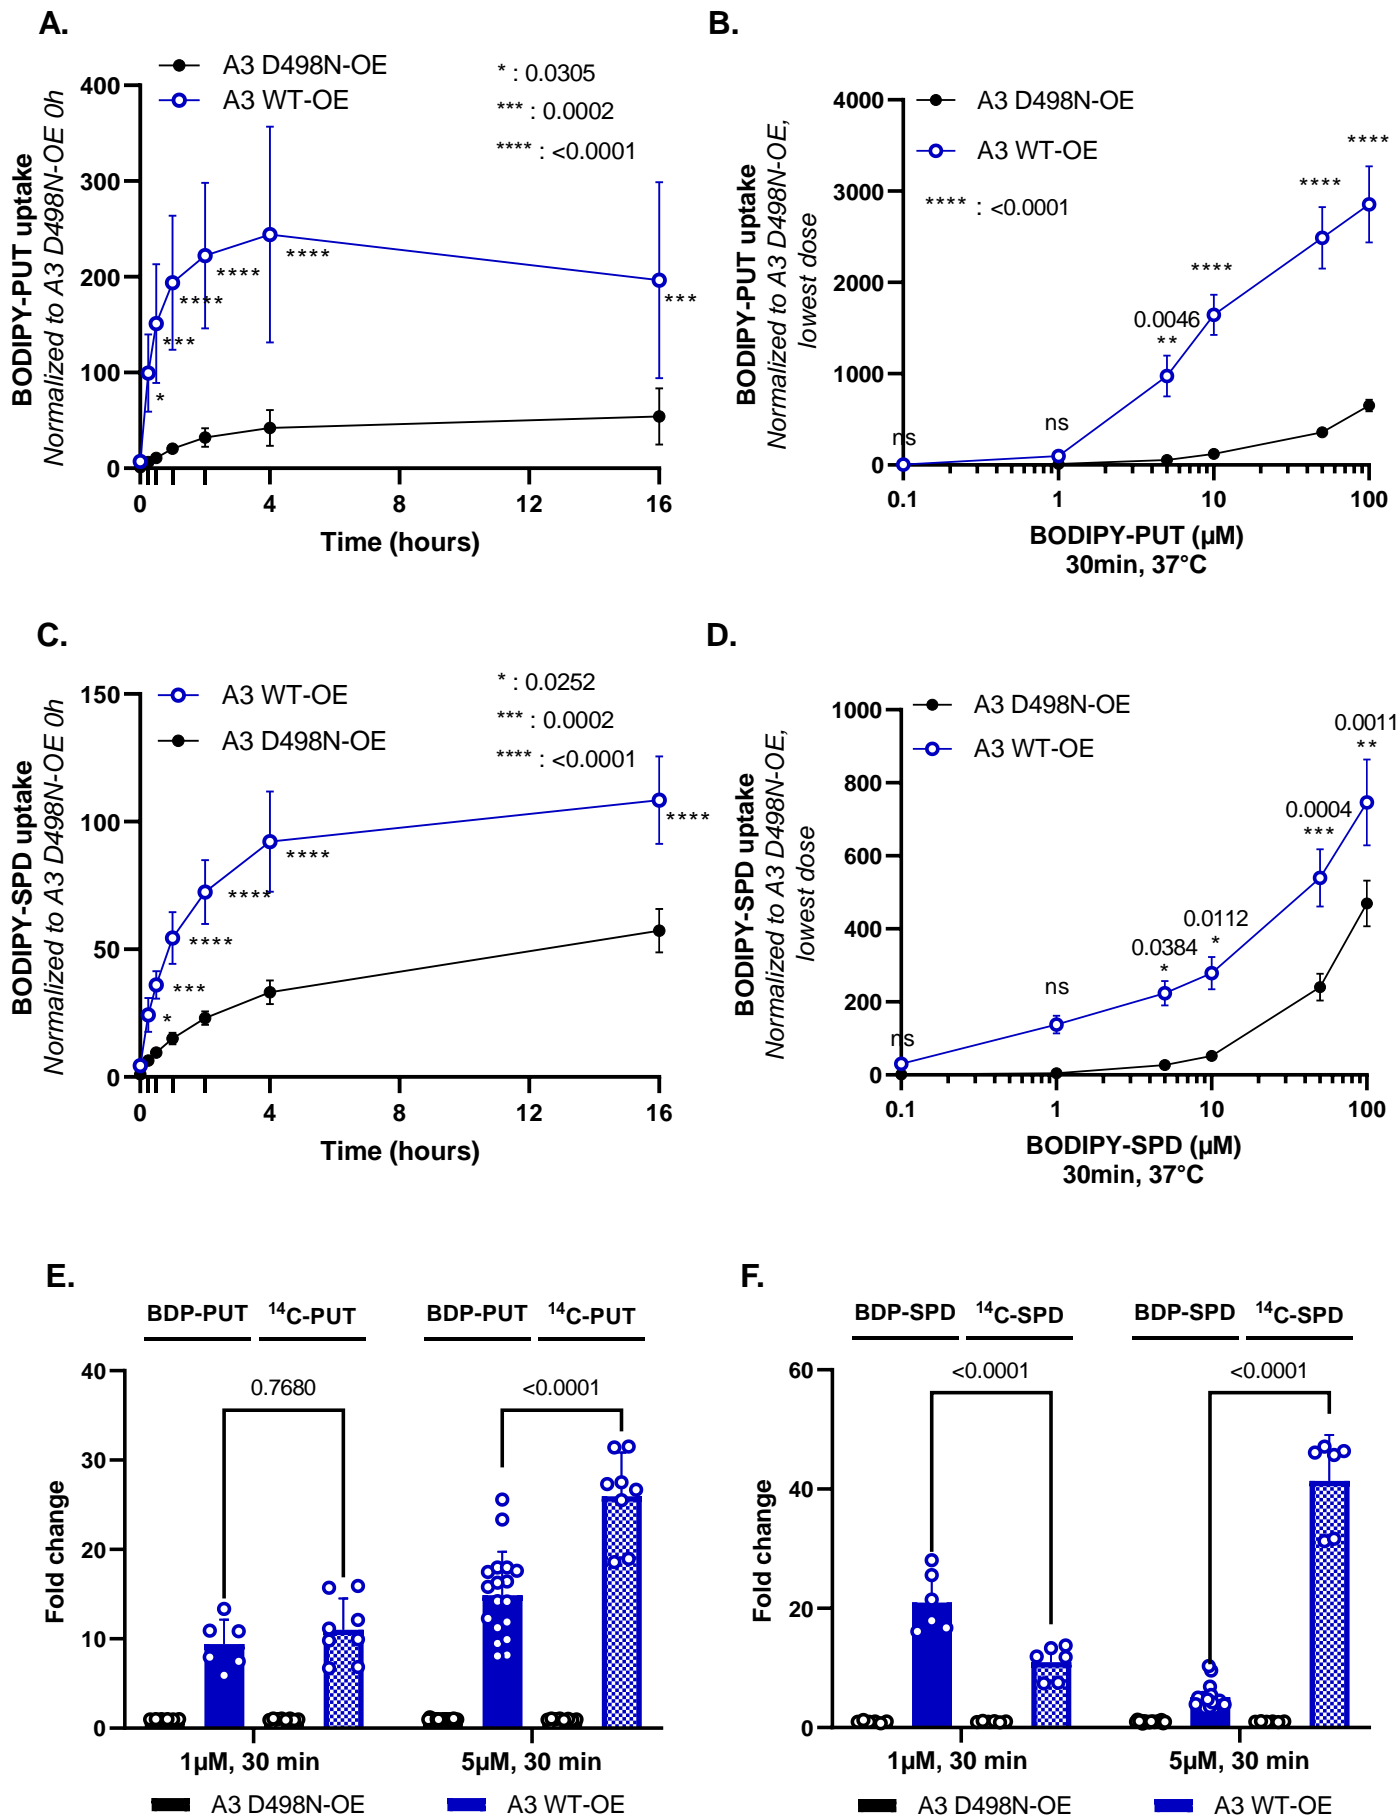 A.
A3 D498N-OE
A3 WT-OE
* : 0.0305
*** : 0.0002
**** : <0.0001
BODIPY-PUT uptake
Normalized to A3 D498N-OE 0h
400
300
200
100
0
*
***
****
****
****
***
0 4 8 12 16
Time (hours)
B.
A3 D498N-OE
A3 WT-OE
**** : <0.0001
BODIPY-PUT uptake
Normalized to A3 D498N-OE,
lowest dose
4000
3000
2000
1000
0
ns
ns
0.0046
**
****
****
****
0.1 1 10 100
BODIPY-PUT (µM)
30min, 37°C
C.
A3 WT-OE
A3 D498N-OE
* : 0.0252
*** : 0.0002
**** : <0.0001
BODIPY-SPD uptake
Normalized to A3 D498N-OE 0h
150
100
50
0
*
***
****
****
****
****
0 4 8 12 16
Time (hours)
D.
A3 D498N-OE
A3 WT-OE
BODIPY-SPD uptake
Normalized to A3 D498N-OE,
lowest dose
1000
800
600
400
200
0
ns
ns
0.0384
*
0.0112
*
0.0004
***
0.0011
**
0.1 1 10 100
BODIPY-SPD (µM)
30min, 37°C
E.
BDP-PUT 14C-PUT BDP-PUT 14C-PUT
0.7680 <0.0001
Fold change
40
30
20
10
0
1µM, 30 min 5µM, 30 min
A3 D498N-OE A3 WT-OE
F.
BDP-SPD 14C-SPD BDP-SPD 14C-SPD
<0.0001 <0.0001
Fold change
60
40
20
0
1µM, 30 min 5µM, 30 min
A3 D498N-OE A3 WT-OE